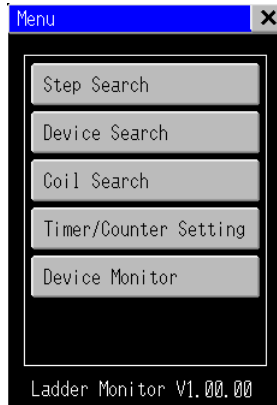 Menu
Step Search
Device Search
Coil Search
Timer/Counter Setting
Device Monitor
Ladder Monitor V1.00.00